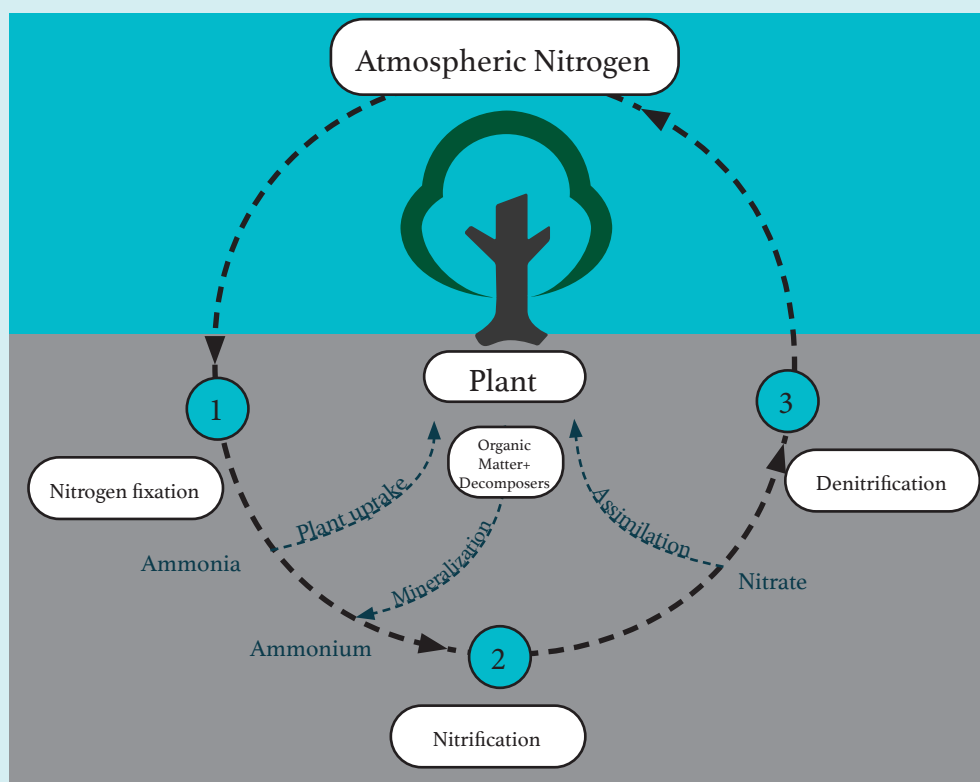 Atmospheric Nitrogen
Plant
1
3
Organic
Matter+
Decomposers
Nitrogen fixation
Denitrification
Plant uptake
Assimilation
Ammonia
Mineralization
Nitrate
Ammonium
2
Nitrification